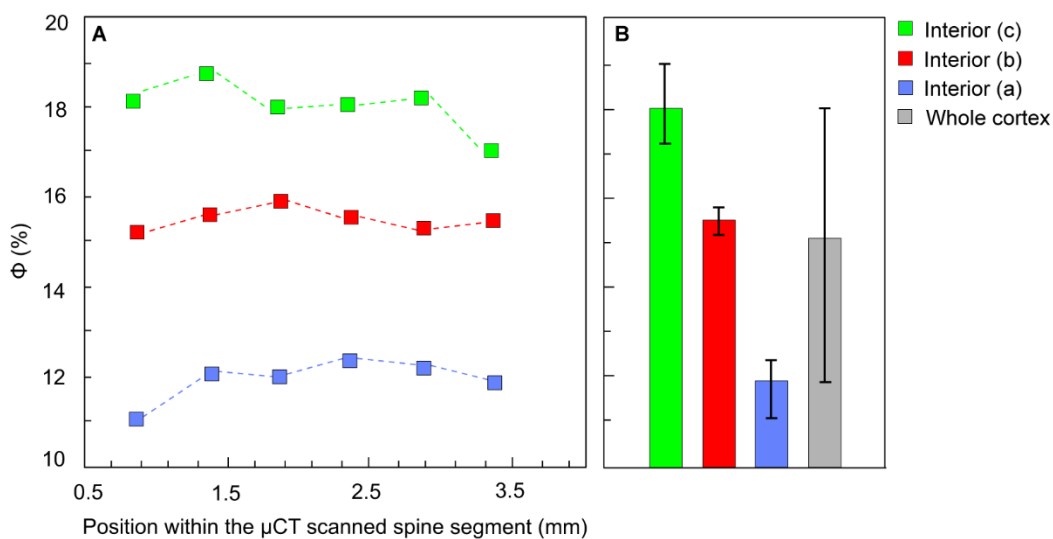 20
A
B
18
16
14
12
10
Φ (%)
0.5
1.5
2.5
3.5
Position within the µCT scanned spine segment (mm)
Interior (c)
Interior (b)
Interior (a)
Whole cortex